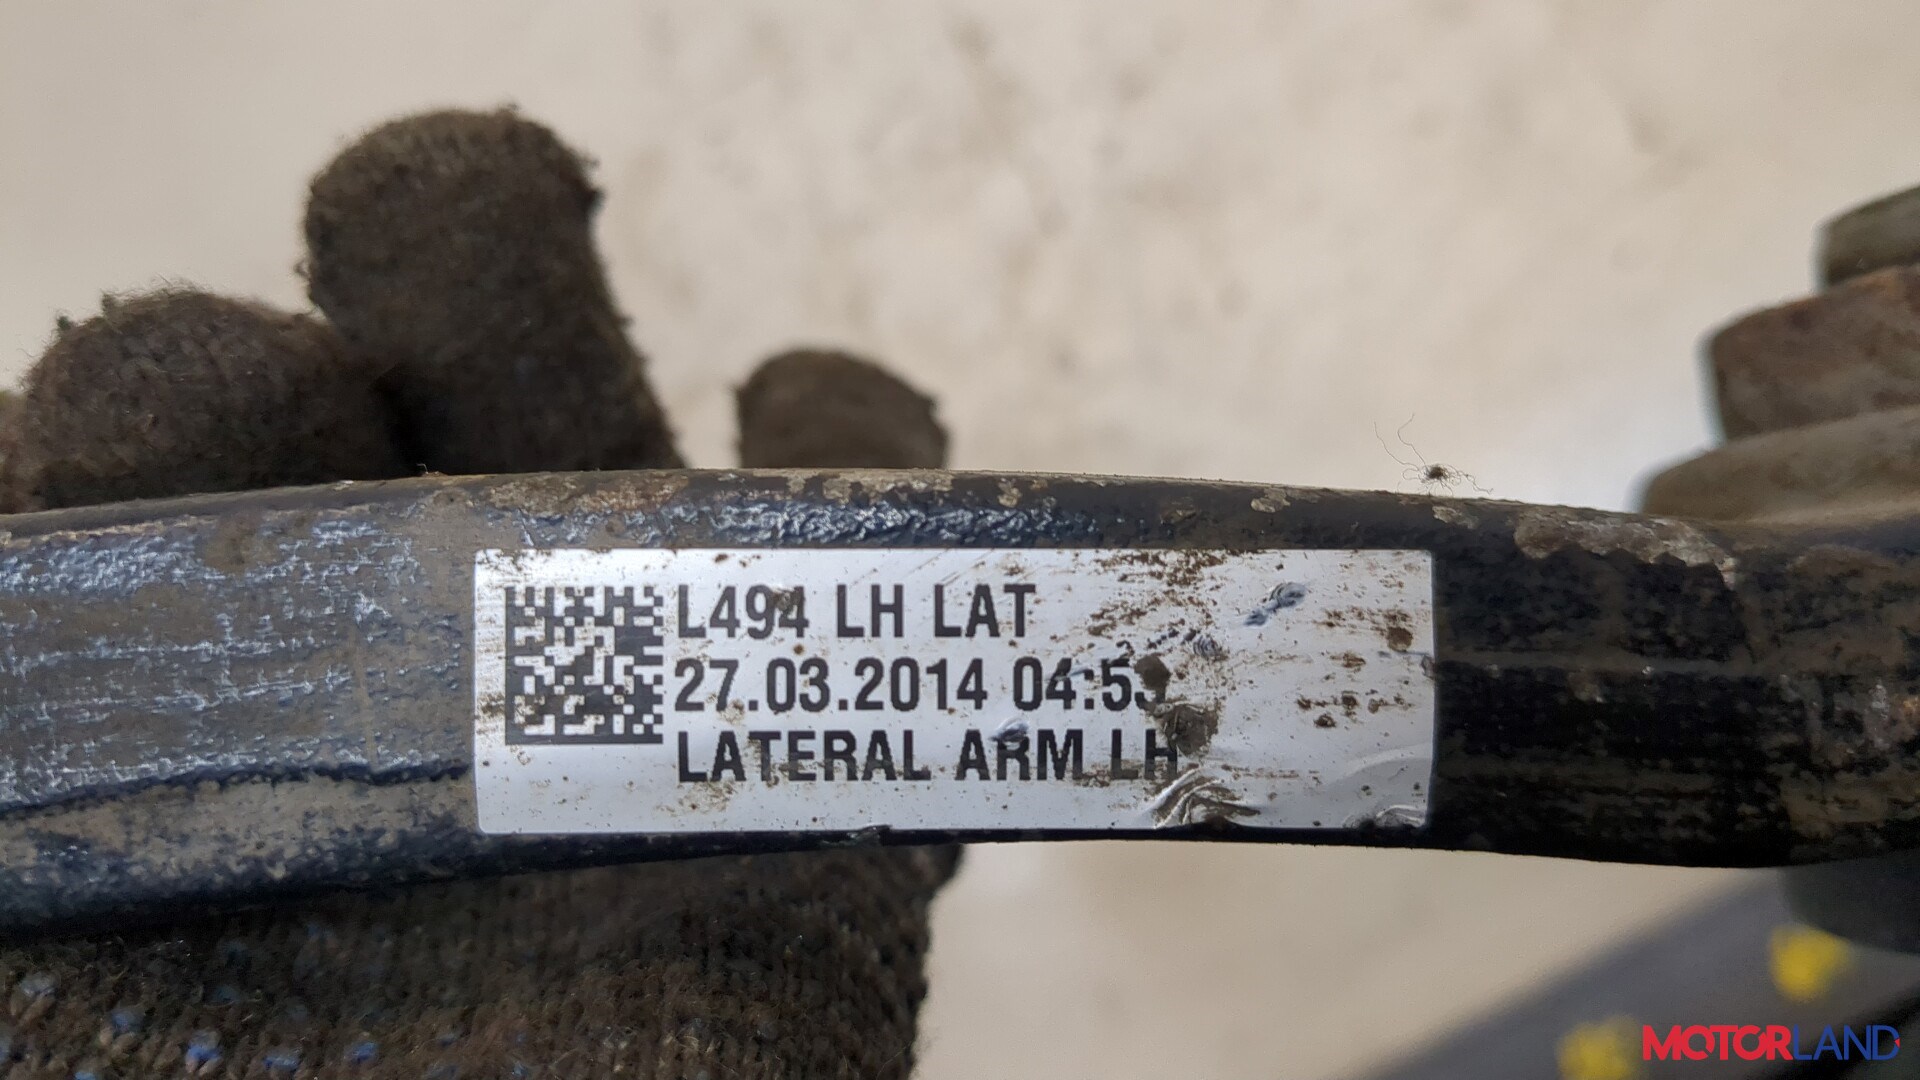 L494 LH LAT
27.03.2014
LATERAL ARM LH
MOTORLAND